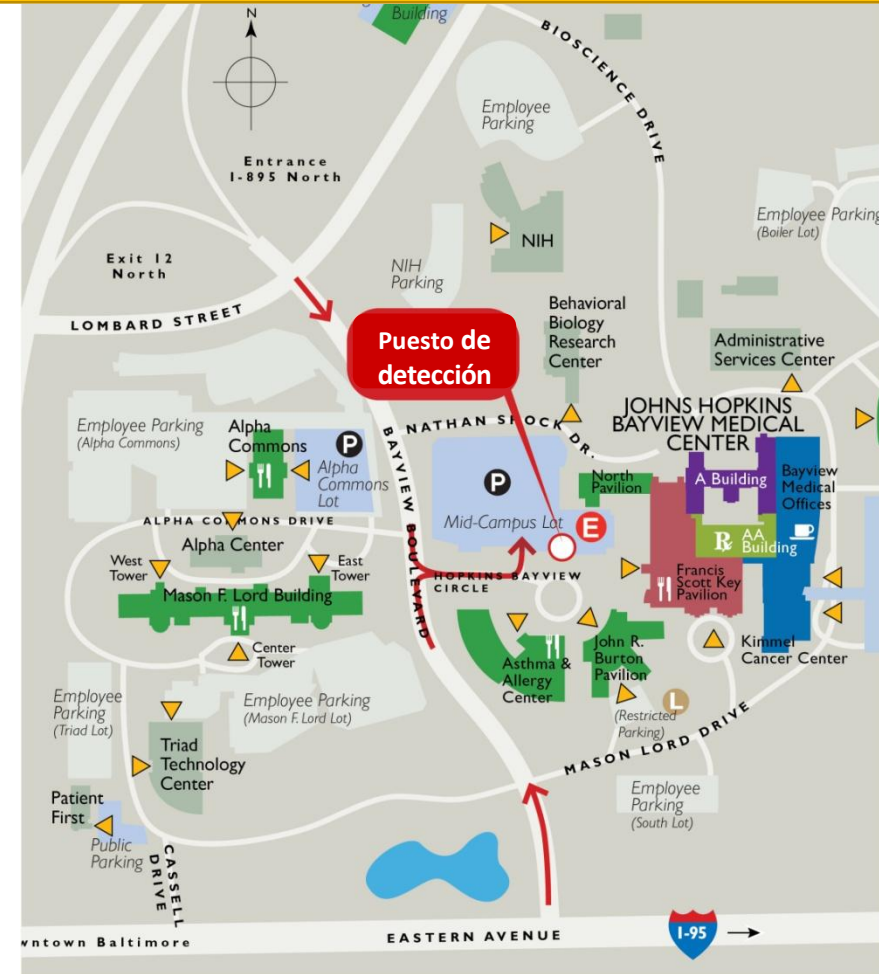 Building
N
BIOSCIENCE DRIVE
Employee
Parking
Entrance
I-895 North
Employee Parking
(Boiler Lot)
NIH
Exit 12
North
NIH
Parking
LOMBARD STREET
Behavioral
Biology
Research
Center
Puesto de
detección
Administrative
Services Center
JOHNS HOPKINS
BAYVIEW MEDICAL
CENTER
Employee Parking
(Alpha Commons)
Alpha
Commons
P
Alpha
Commons
Lot
NATHAN SHOCK DR.
BAYVIEW BOULEVARD
P
Mid-Campus Lot
North
Pavilion
A Building
Bayview
Medical
Offices
E
Rx
AA
Building
ALPHA COMMONS DRIVE
Alpha Center
West
Tower
East
Tower
HOPKINS BAYVIEW
CIRCLE
Francis
Scott Key
Pavilion
Mason F. Lord Building
Center
Tower
Asthma &
Allergy
Center
John R.
Burton
Pavilion
Kimmel
Cancer Center
Employee
Parking
(Triad Lot)
Employee Parking
(Mason F. Lord Lot)
L
(Restricted
Parking)
MASON LORD DRIVE
Triad
Technology
Center
Employee
Parking
(South Lot)
Patient
First
Public
Parking
CASSELL
DRIVE
wntown Baltimore
EASTERN AVENUE
I-95